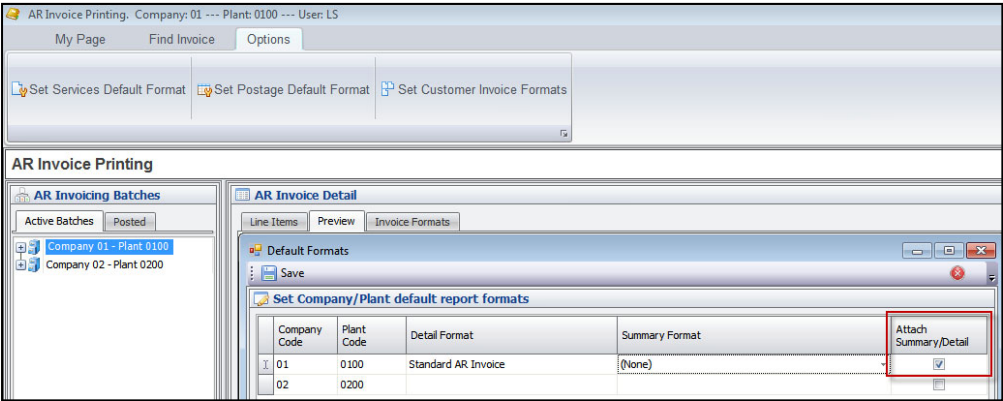 AR Invoice Printing. Company: 01 --- Plant: 0100 --- User: LS
My Page Find Invoice Options
Set Services Default Format Set Postage Default Format Set Customer Invoice Formats
AR Invoice Printing
AR Invoicing Batches AR Invoice Detail
Active Batches Posted Line Items Preview Invoice Formats
Company 01 - Plant 0100 Default Formats
Company 02 - Plant 0200 Save
Set Company/Plant default report formats
Company Code Plant Code Detail Format Summary Format Attach Summary/Detail
01 0100 Standard AR Invoice (None)
02 0200